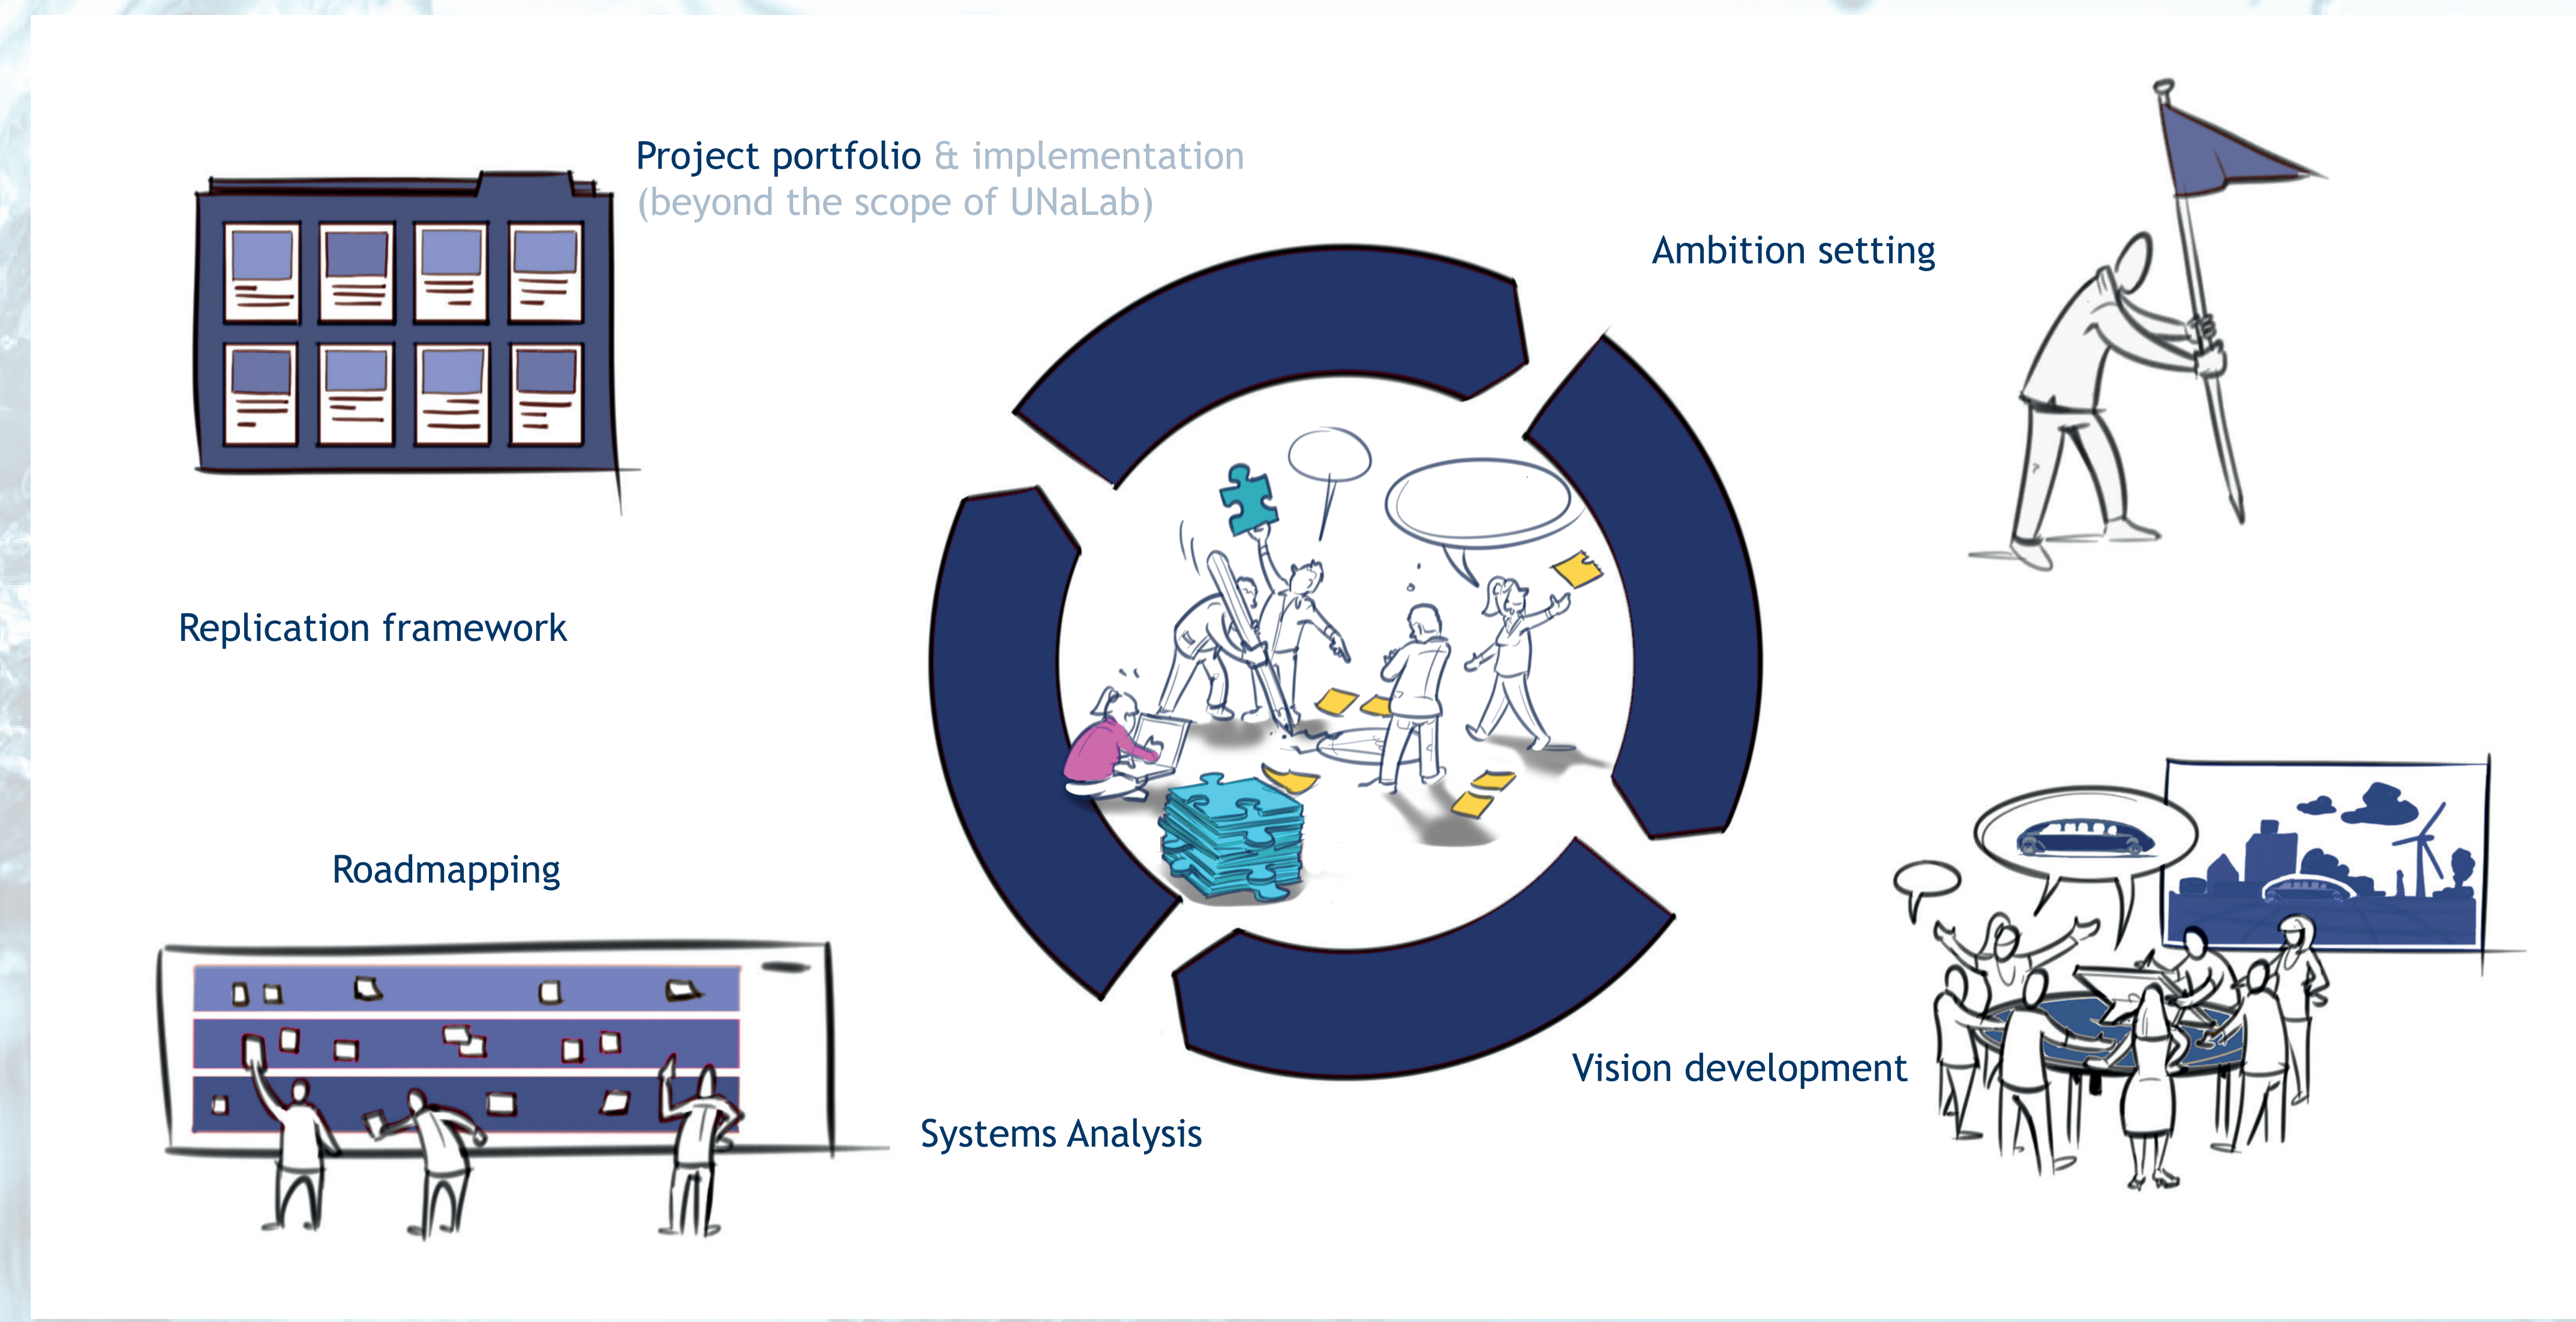 Project portfolio & implementation
(beyond the scope of UNaLab)
Ambition setting
Replication framework
Roadmapping
Vision development
Systems Analysis